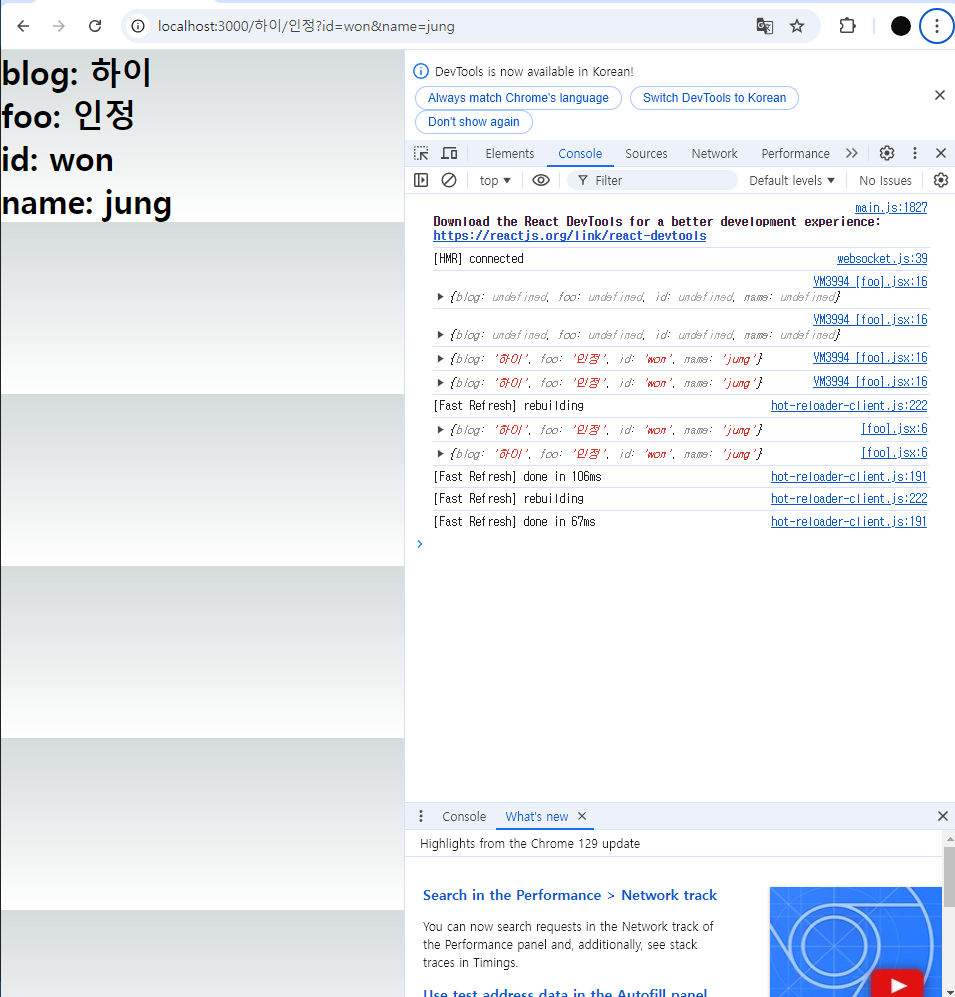 localhost:3000/하이/인정?id=won&name=jung
blog: 하이
foo: 인정
id: won
name: jung
DevTools is now available in Korean!
Always match Chrome's language
Switch DevTools to Korean
Don't show again
Elements
Console
Sources
Network
Performance
top
Filter
Default levels
No Issues
main.js:1827
Download the React DevTools for a better development experience:
https://reactjs.org/link/react-devtools
[HMR] connected
websocket.js:39
VM3994 [foo].jsx:16
{blog: undefined, foo: undefined, id: undefined, name: undefined}
VM3994 [foo].jsx:16
{blog: undefined, foo: undefined, id: undefined, name: undefined}
{blog: '하이', foo: '인정', id: 'won', name: 'jung'}
VM3994 [foo].jsx:16
{blog: '하이', foo: '인정', id: 'won', name: 'jung'}
VM3994 [foo].jsx:16
[Fast Refresh] rebuilding
hot-reloader-client.js:222
{blog: '하이', foo: '인정', id: 'won', name: 'jung'}
[foo].jsx:6
{blog: '하이', foo: '인정', id: 'won', name: 'jung'}
[foo].jsx:6
[Fast Refresh] done in 106ms
hot-reloader-client.js:191
[Fast Refresh] rebuilding
hot-reloader-client.js:222
[Fast Refresh] done in 67ms
hot-reloader-client.js:191
Console
What's new
Highlights from the Chrome 129 update
Search in the Performance > Network track
You can now search requests in the Network track of
the Performance panel and, additionally, see stack
traces in Timings.
Use test address data in the Autofill panel